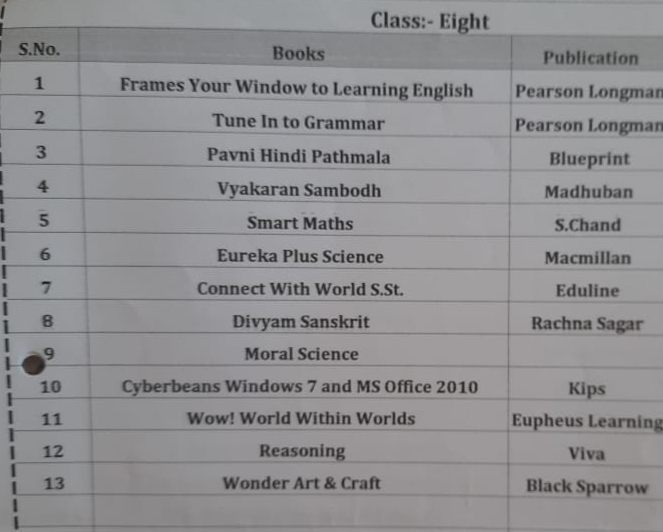 Class:- Eight
S.No. Books Publication
1 Frames Your Window to Learning English Pearson Longman
2 Tune In to Grammar Pearson Longman
3 Pavni Hindi Pathmala Blueprint
4 Vyakaran Sambodh Madhuban
5 Smart Maths S.Chand
6 Eureka Plus Science Macmillan
7 Connect With World S.St. Eduline
8 Divyam Sanskrit Rachna Sagar
9 Moral Science
10 Cyberbeans Windows 7 and MS Office 2010 Kips
11 Wow! World Within Worlds Eupheus Learning
12 Reasoning Viva
13 Wonder Art & Craft Black Sparrow